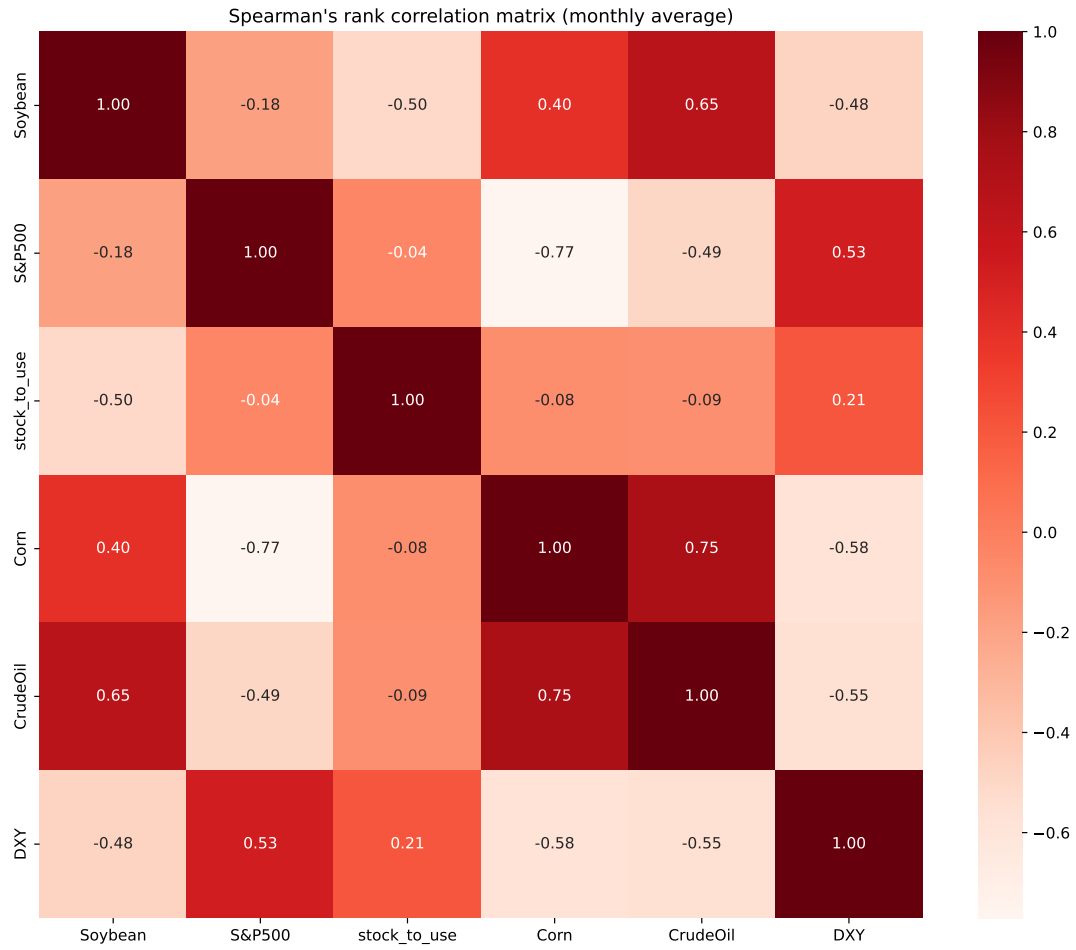 Spearman's rank correlation matrix (monthly average)
Soybean
1.00 -0.18 -0.50 0.40 0.65 -0.48
S&P500
-0.18 1.00 -0.04 -0.77 -0.49 0.53
stock_to_use
-0.50 -0.04 1.00 -0.08 -0.09 0.21
Corn
0.40 -0.77 -0.08 1.00 0.75 -0.58
CrudeOil
0.65 -0.49 -0.09 0.75 1.00 -0.55
DXY
-0.48 0.53 0.21 -0.58 -0.55 1.00
Soybean S&P500 stock_to_use Corn CrudeOil DXY
1.0
0.8
0.6
0.4
0.2
0.0
−0.2
−0.4
−0.6